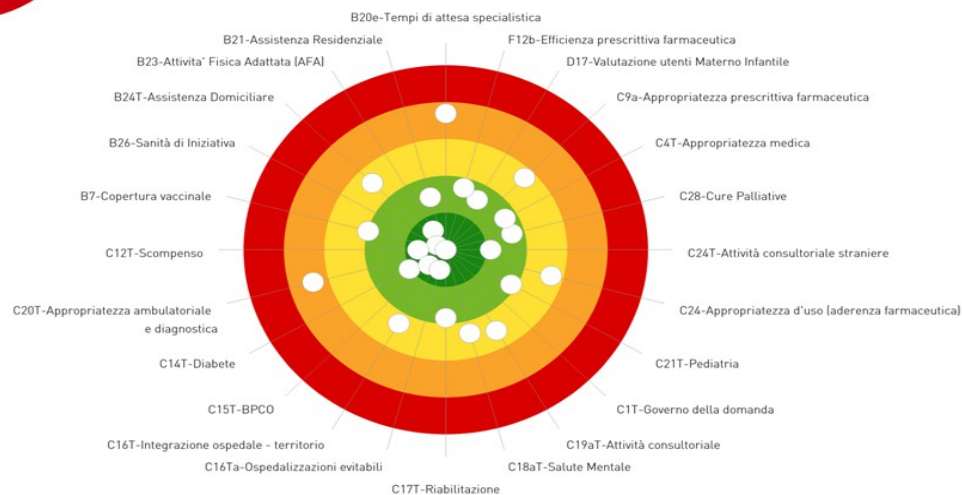 B20e-Tempi di attesa specialistica
B21-Assistenza Residenziale
F12b-Efficienza prescrittiva farmaceutica
B23-Attivita' Fisica Adattata (AFA)
D17-Valutazione utenti Materno Infantile
B24T-Assistenza Domiciliare
C9a-Appropriatezza prescrittiva farmaceutica
B26-Sanità di Iniziativa
C4T-Appropriatezza medica
B7-Copertura vaccinale
C28-Cure Palliative
C12T-Scompenso
C24T-Attività consultoriale straniere
C20T-Appropriatezza ambulatoriale
e diagnostica
C24-Appropriatezza d'uso (aderenza farmaceutica)
C14T-Diabete
C21T-Pediatria
C15T-BPCO
C1T-Governo della domanda
C16T-Integrazione ospedale - territorio
C19aT-Attività consultoriale
C16Ta-Ospedalizzazioni evitabili
C18aT-Salute Mentale
C17T-Riabilitazione